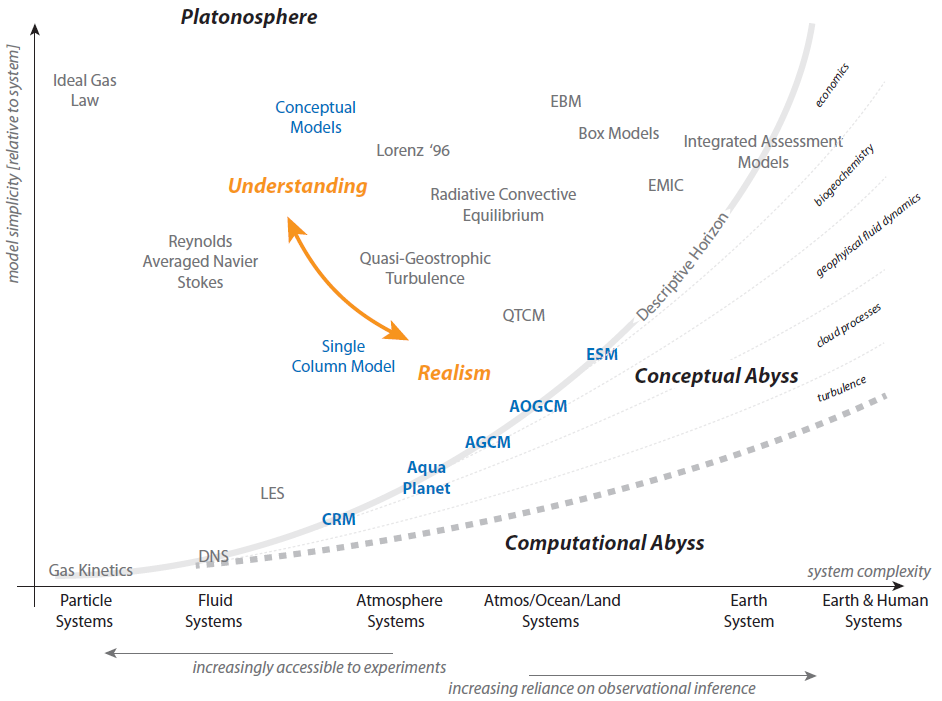 Platonosphere
model simplicity [relative to system]
Ideal Gas
Law
Conceptual
Models
EBM
Box Models
Integrated Assessment
Models
Lorenz ‘96
Understanding
EMIC
Radiative Convective
Equilibrium
Reynolds
Averaged Navier
Stokes
Quasi-Geostrophic
Turbulence
QTCM
Descriptive Horizon
economics
biogeochemistry
geophyiscal fluid dynamics
cloud processes
turbulence
Single
Column Model
Realism
ESM
Conceptual Abyss
AOGCM
AGCM
Aqua
Planet
LES
CRM
Computational Abyss
DNS
Gas Kinetics
system complexity
Particle
Systems
Fluid
Systems
Atmosphere
Systems
Atmos/Ocean/Land
Systems
Earth
System
Earth & Human
Systems
increasingly accessible to experiments
increasing reliance on observational inference